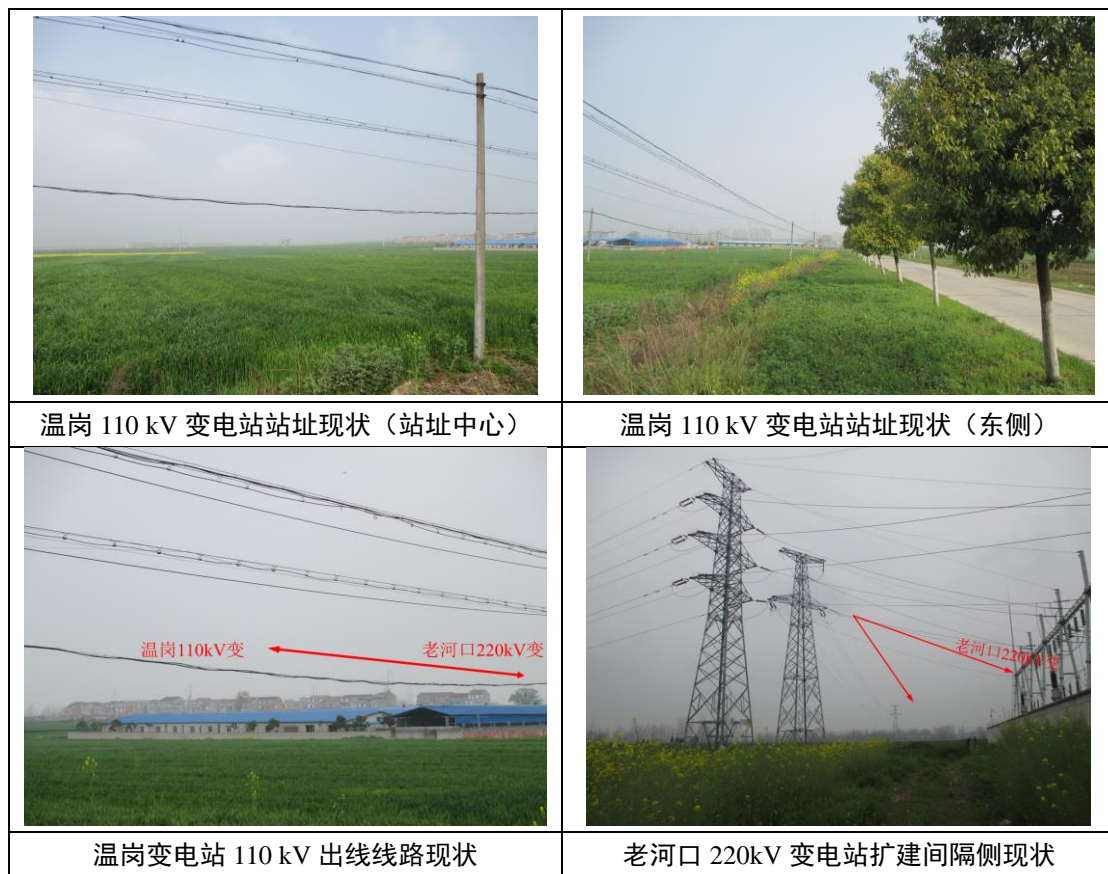 温岗 110 kV 变电站站址现状（站址中心）
温岗 110 kV 变电站站址现状（东侧）
温岗110kV变
老河口220kV变
老河口220kV变
温岗变电站 110 kV 出线线路现状
老河口 220kV 变电站扩建间隔侧现状